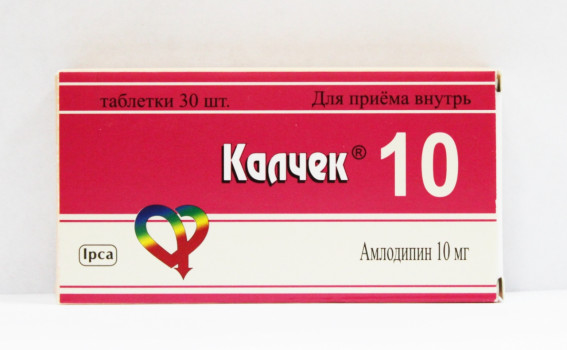 таблетки 30 шт.
Для приёма внутрь
Калчек® 10
Ipca
Амлодипин 10 мг